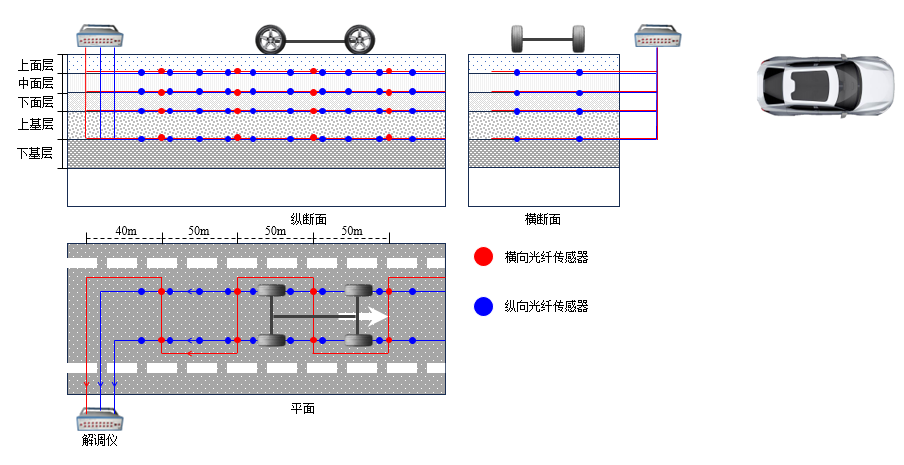 上面层
中面层
下面层
上基层
下基层
纵断面
横断面
40m 50m 50m 50m
横向光纤传感器
纵向光纤传感器
平面
解调仪